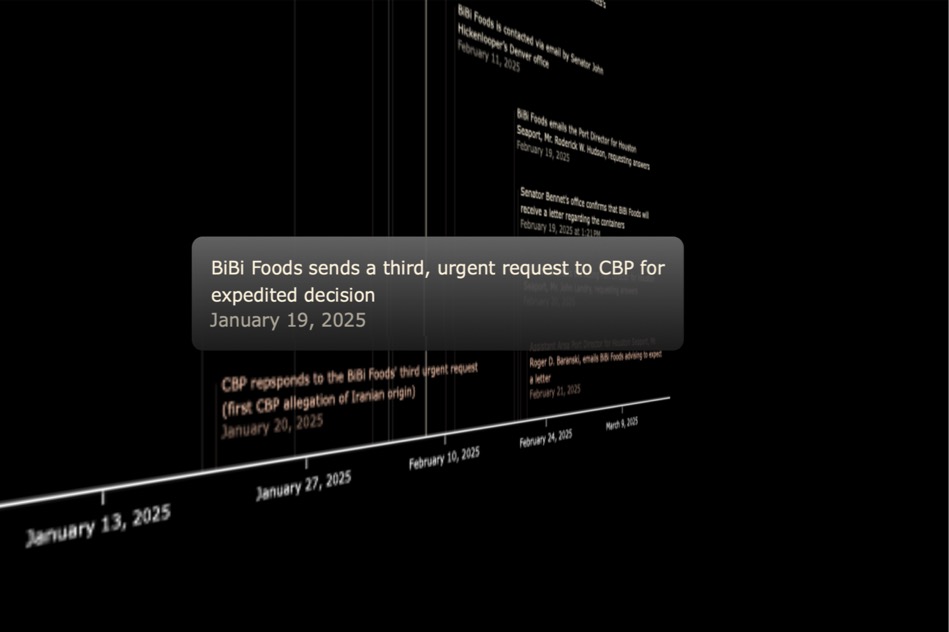 BiBi Foods is contacted via email by Senator John
Hickenlooper's Denver office
February 11, 2025
BiBi Foods emails the Port Director for Houston
Seaport, Mr. Roderick W. Hudson, requesting answers
February 19, 2025
Senator Bennet's office confirms that BiBi Foods will
receive a letter regarding the containers
February 19, 2025 at 1:21PM
BiBi Foods sends a third, urgent request to CBP for
expedited decision
January 19, 2025
Assistant Area Port Director for Houston Seaport, Mr.
Roger D. Baranski, emails BiBi Foods advising to expect
a letter
February 21, 2025
CBP repsponds to the BiBi Foods' third urgent request
(first CBP allegation of Iranian origin)
January 20, 2025
January 13, 2025
January 27, 2025
February 10, 2025
February 24, 2025
March 9, 2025